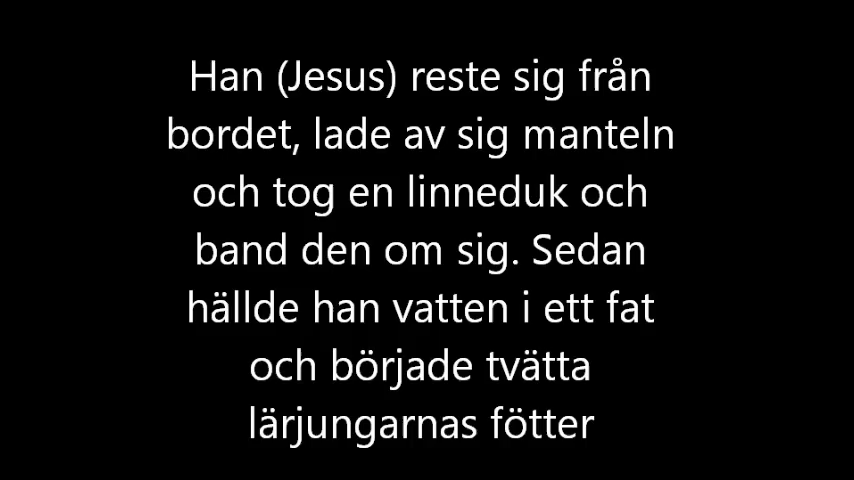 Han (Jesus) reste sig från
bordet, lade av sig manteln
och tog en linneduk och
band den om sig. Sedan
hällde han vatten i ett fat
och började tvätta
lärjungarnas fötter